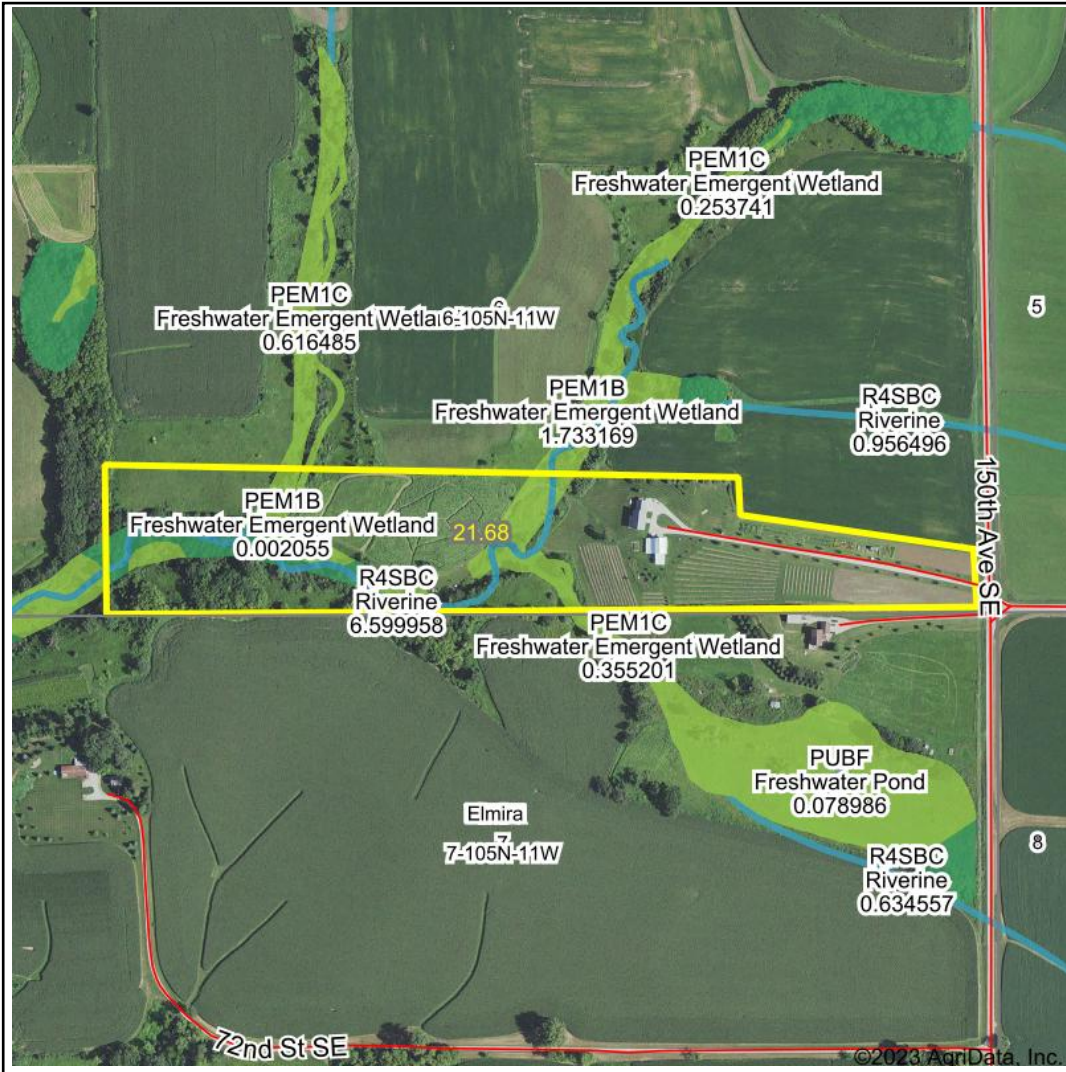 PEM1C
Freshwater Emergent Wetland
0.253741
PEM1C
Freshwater Emergent Wetla
6-105N-11W
0.616485
5
PEM1B
Freshwater Emergent Wetland
1.733169
R4SBC
Riverine
0.956496
150th Ave SE
PEM1B
Freshwater Emergent Wetland
0.002055
21.68
R4SBC
Riverine
6.599958
PEM1C
Freshwater Emergent Wetland
0.355201
PUBF
Freshwater Pond
0.078986
Elmira
7
7-105N-11W
8
R4SBC
Riverine
0.634557
72nd St SE
©2023 AgriData, Inc.